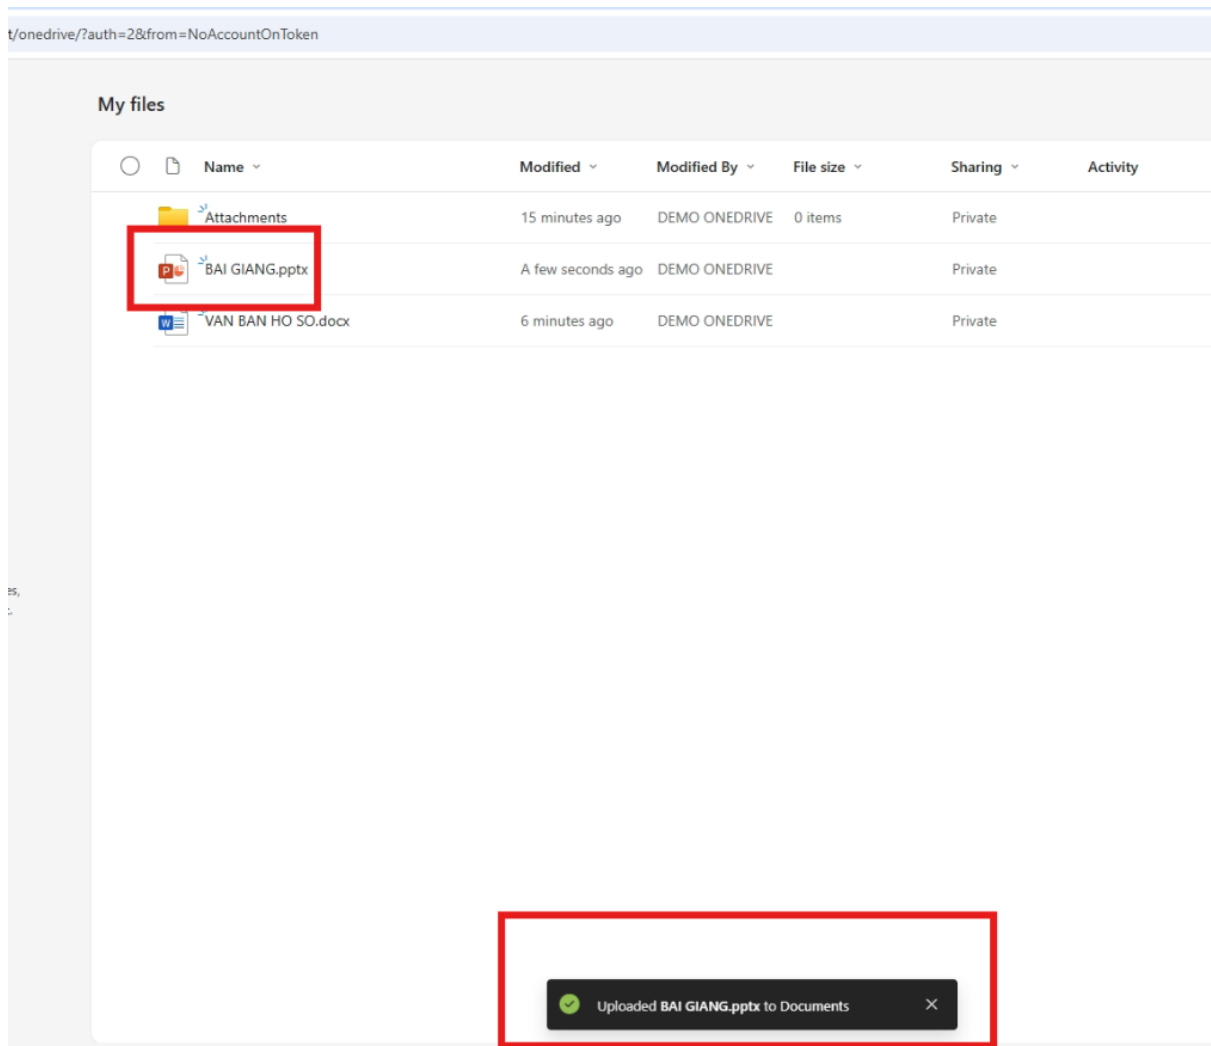 t/onedrive/?auth=2&from=NoAccountOnToken
My files
Name Modified Modified By File size Sharing Activity
Attachments 15 minutes ago DEMO ONEDRIVE 0 items Private
BAI GIANG.pptx A few seconds ago DEMO ONEDRIVE Private
VAN BAN HO SO.docx 6 minutes ago DEMO ONEDRIVE Private
es,
Uploaded BAI GIANG.pptx to Documents